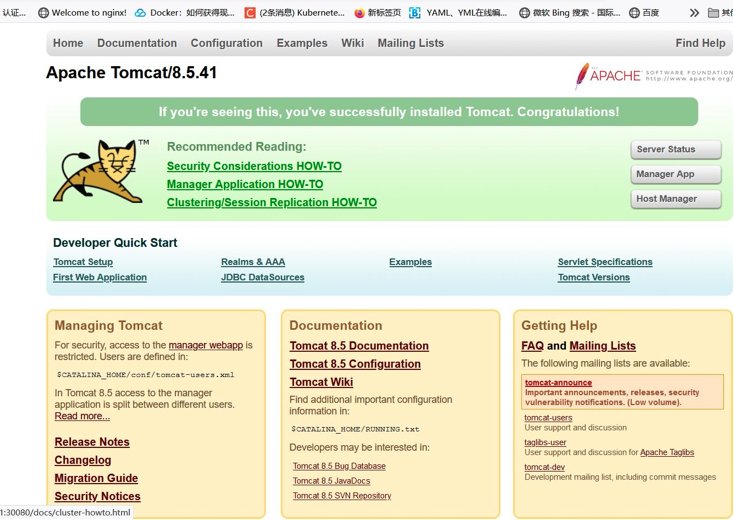 认证...
Welcome to nginx!
Docker：如何获得现...
(2条消息) Kubernete...
新标签页
YAML、YML在线编...
微软 Bing 搜索 - 国际...
百度
Home Documentation Configuration Examples Wiki Mailing Lists Find Help
Apache Tomcat/8.5.41
THE
APACHE
SOFTWARE FOUNDATION
http://www.apache.org/
If you're seeing this, you've successfully installed Tomcat. Congratulations!
TM
Recommended Reading:
Security Considerations HOW-TO
Manager Application HOW-TO
Clustering/Session Replication HOW-TO
Server Status
Manager App
Host Manager
Developer Quick Start
Tomcat Setup
First Web Application
Realms & AAA
JDBC DataSources
Examples
Servlet Specifications
Tomcat Versions
Managing Tomcat
For security, access to the manager webapp is
restricted. Users are defined in:
$CATALINA_HOME/conf/tomcat-users.xml
In Tomcat 8.5 access to the manager
application is split between different users.
Read more...
Release Notes
Changelog
Migration Guide
Security Notices
Documentation
Tomcat 8.5 Documentation
Tomcat 8.5 Configuration
Tomcat Wiki
Find additional important configuration
information in:
$CATALINA_HOME/RUNNING.txt
Developers may be interested in:
Tomcat 8.5 Bug Database
Tomcat 8.5 JavaDocs
Tomcat 8.5 SVN Repository
Getting Help
FAQ and Mailing Lists
The following mailing lists are available:
tomcat-announce
Important announcements, releases, security
vulnerability notifications. (Low volume).
tomcat-users
User support and discussion
taglibs-user
User support and discussion for Apache Taglibs
tomcat-dev
Development mailing list, including commit messages
1:30080/docs/cluster-howto.html